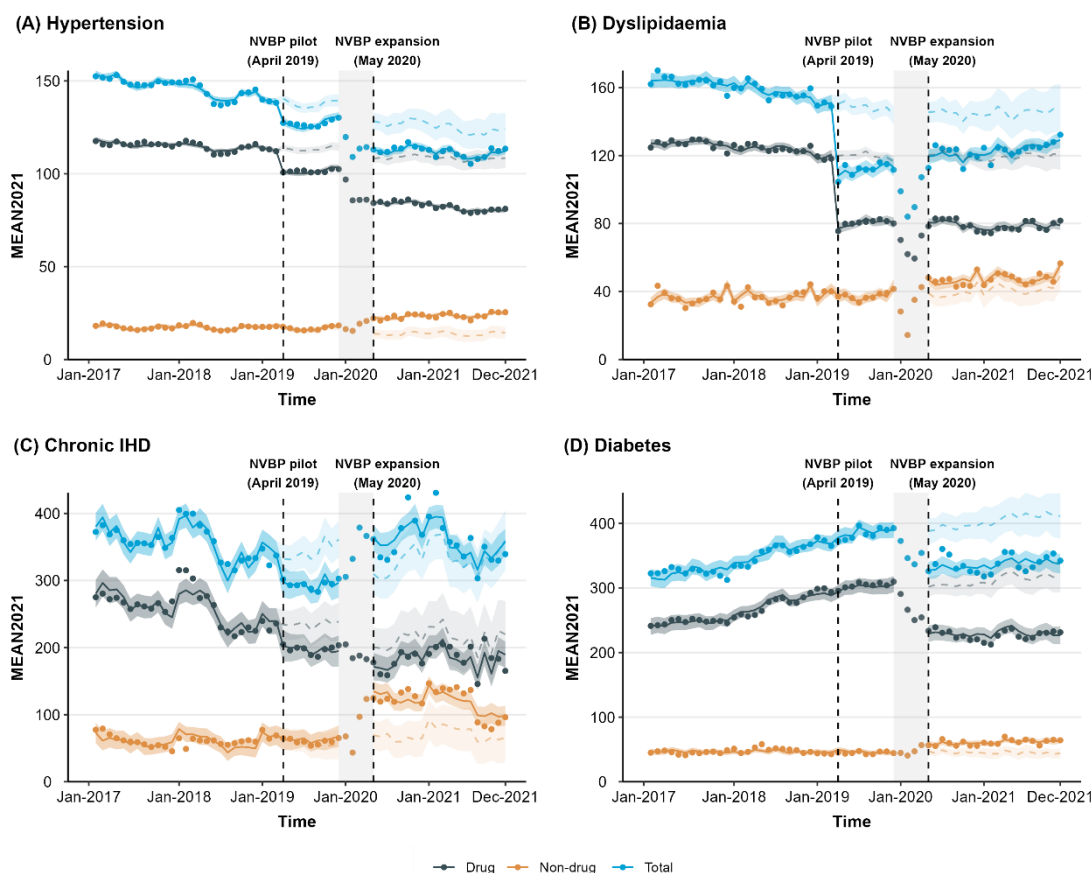 (A) Hypertension
NVBP pilot
(April 2019)
NVBP expansion
(May 2020)
MEAN2021
150
100
50
0
Jan-2017
Jan-2018
Jan-2019
Jan-2020
Jan-2021
Dec-2021
Time
(B) Dyslipidaemia
NVBP pilot
(April 2019)
NVBP expansion
(May 2020)
MEAN2021
160
120
80
40
0
Jan-2017
Jan-2018
Jan-2019
Jan-2020
Jan-2021
Dec-2021
Time
(C) Chronic IHD
NVBP pilot
(April 2019)
NVBP expansion
(May 2020)
MEAN2021
400
300
200
100
0
Jan-2017
Jan-2018
Jan-2019
Jan-2020
Jan-2021
Dec-2021
Time
(D) Diabetes
NVBP pilot
(April 2019)
NVBP expansion
(May 2020)
MEAN2021
400
300
200
100
0
Jan-2017
Jan-2018
Jan-2019
Jan-2020
Jan-2021
Dec-2021
Time
Drug Non-drug Total